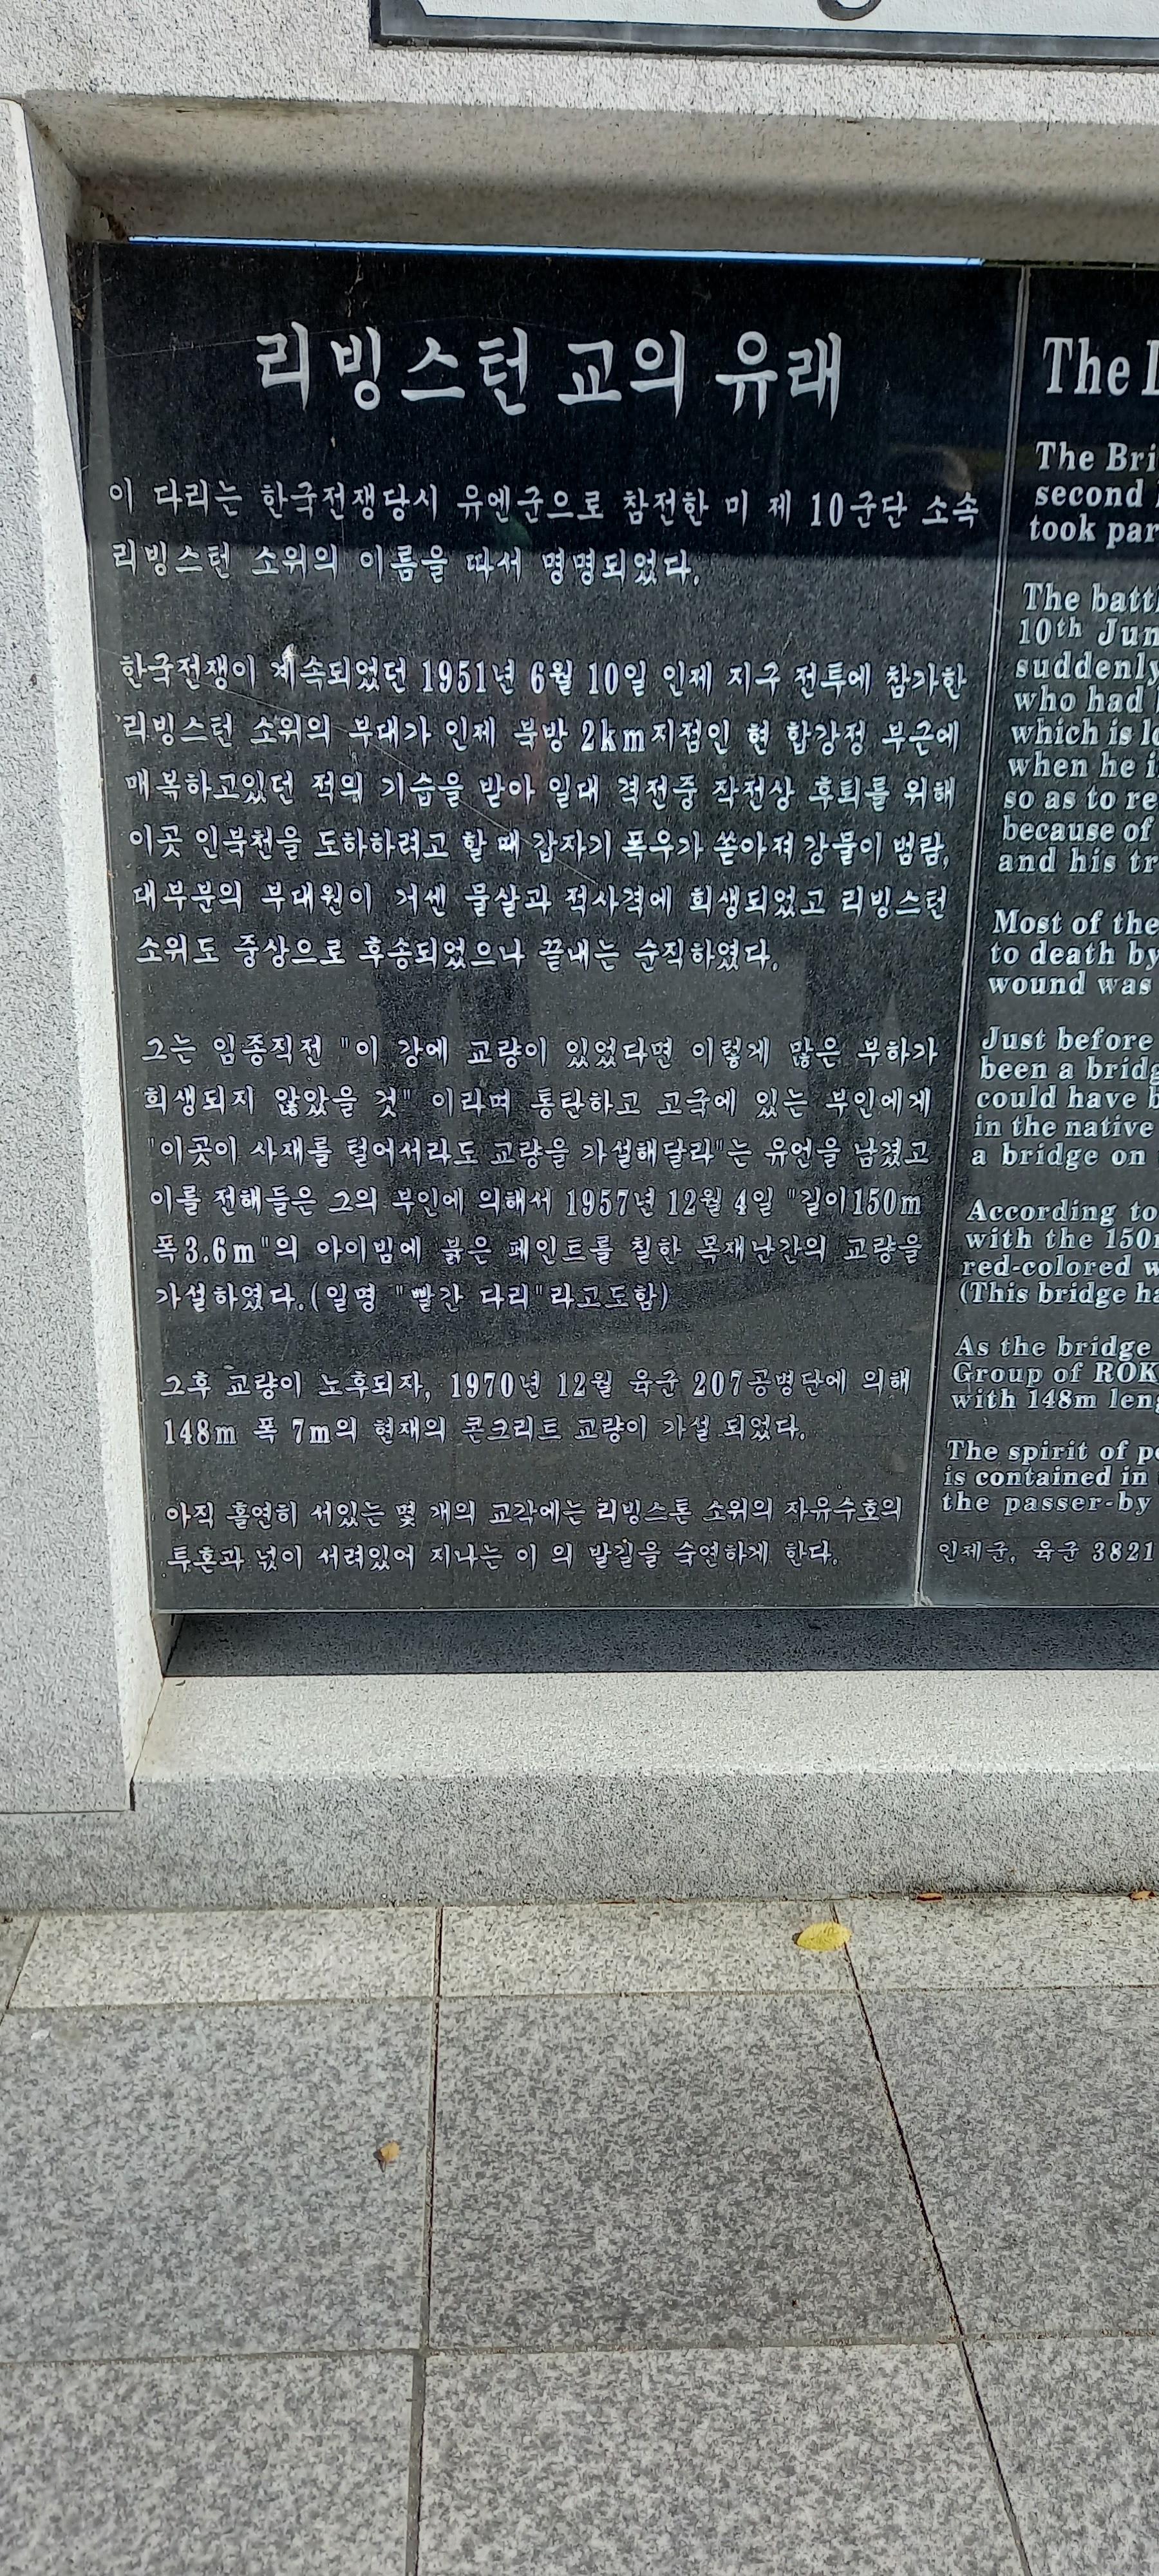 리빙스턴 교의 유래
이 다리는 한국전쟁당시 유엔군으로 참전한 미 제 10군단 소속
리빙스턴 소위의 이름을 따서 명명되었다.
한국전쟁이 계속되었던 1951년 6월 10일 인제 지구 전투에 참가한
리빙스턴 소위의 부대가 인제 북방 2km지점인 현 합강정 부근에
매복하고있던 적의 기습을 받아 일대 격전중 작전상 후퇴를 위해
이곳 인북천을 도하하려고 할 때 갑자기 폭우가 쏟아져 강물이 범람,
대부분의 부대원이 거센 물살과 적사격에 희생되었고 리빙스턴
소위도 중상으로 후송되었으나 끝내는 순직하였다.
그는 임종직전 "이 강에 교량이 있었다면 이렇게 많은 부하가
희생되지 않았을 것" 이라며 통탄하고 고국에 있는 부인에게
"이곳이 사재를 털어서라도 교량을 가설해달라"는 유언을 남겼고
이를 전해들은 그의 부인에 의해서 1957년 12월 4일 "길이150m
폭3.6m"의 아이빔에 붉은 페인트를 칠한 목재난간의 교량을
가설하였다.(일명 "빨간 다리"라고도함)
그후 교량이 노후되자, 1970년 12월 육군 207공병단에 의해
148m 폭 7m의 현재의 콘크리트 교량이 가설 되었다.
아직 홀연히 서있는 몇 개의 교각에는 리빙스톤 소위의 자유수호의
투혼과 넋이 서려있어 지나는 이 의 발길을 숙연하게 한다.
The
The Bri
second
took par
The battl
10th Jun
suddenly
who had
which is lo
when he i
so as to re
because of
and his tr
Most of the
to death by
wound was
Just before
been a bridg
could have b
in the native
a bridge on
According to
with the 150m
red-colored w
(This bridge ha
As the bridge
Group of ROK
with 148m leng
The spirit of pe
is contained in
the passer-by
인제군, 육군 3821